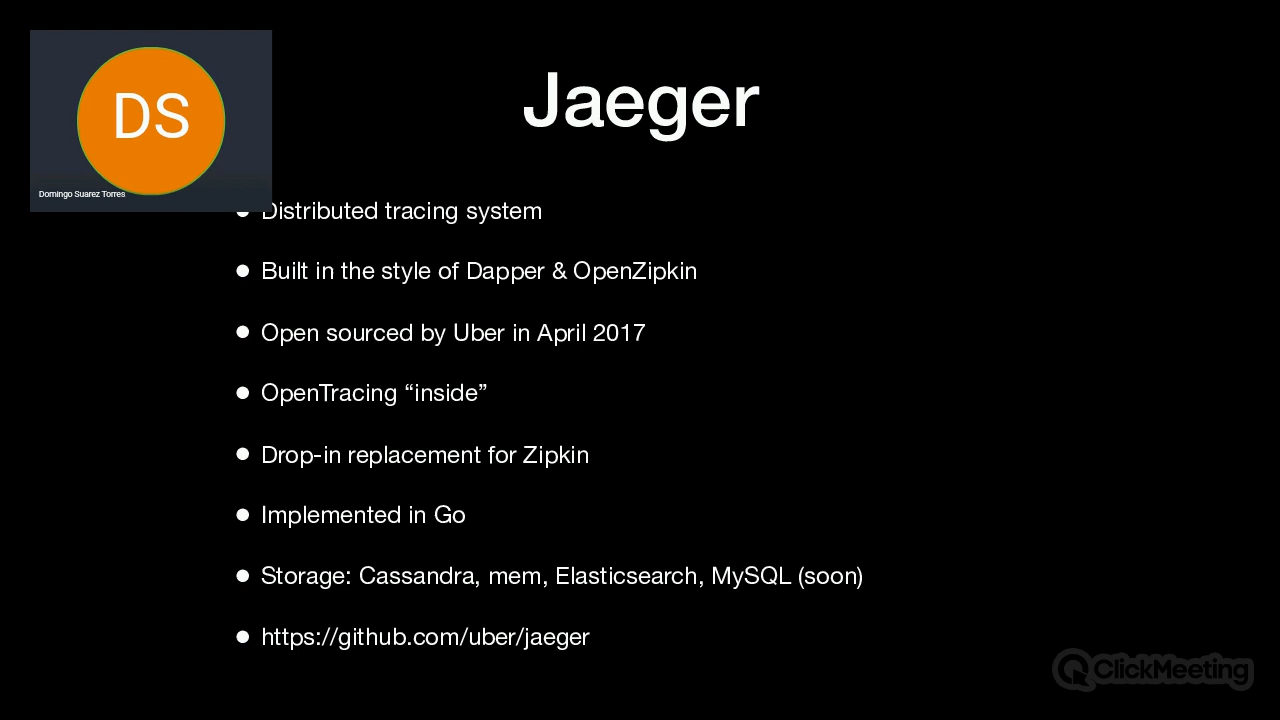 DS
Domingo Suarez Torres
Jaeger
Distributed tracing system
Built in the style of Dapper & OpenZipkin
Open sourced by Uber in April 2017
OpenTracing “inside”
Drop-in replacement for Zipkin
Implemented in Go
Storage: Cassandra, mem, Elasticsearch, MySQL (soon)
https://github.com/uber/jaeger
ClickMeeting